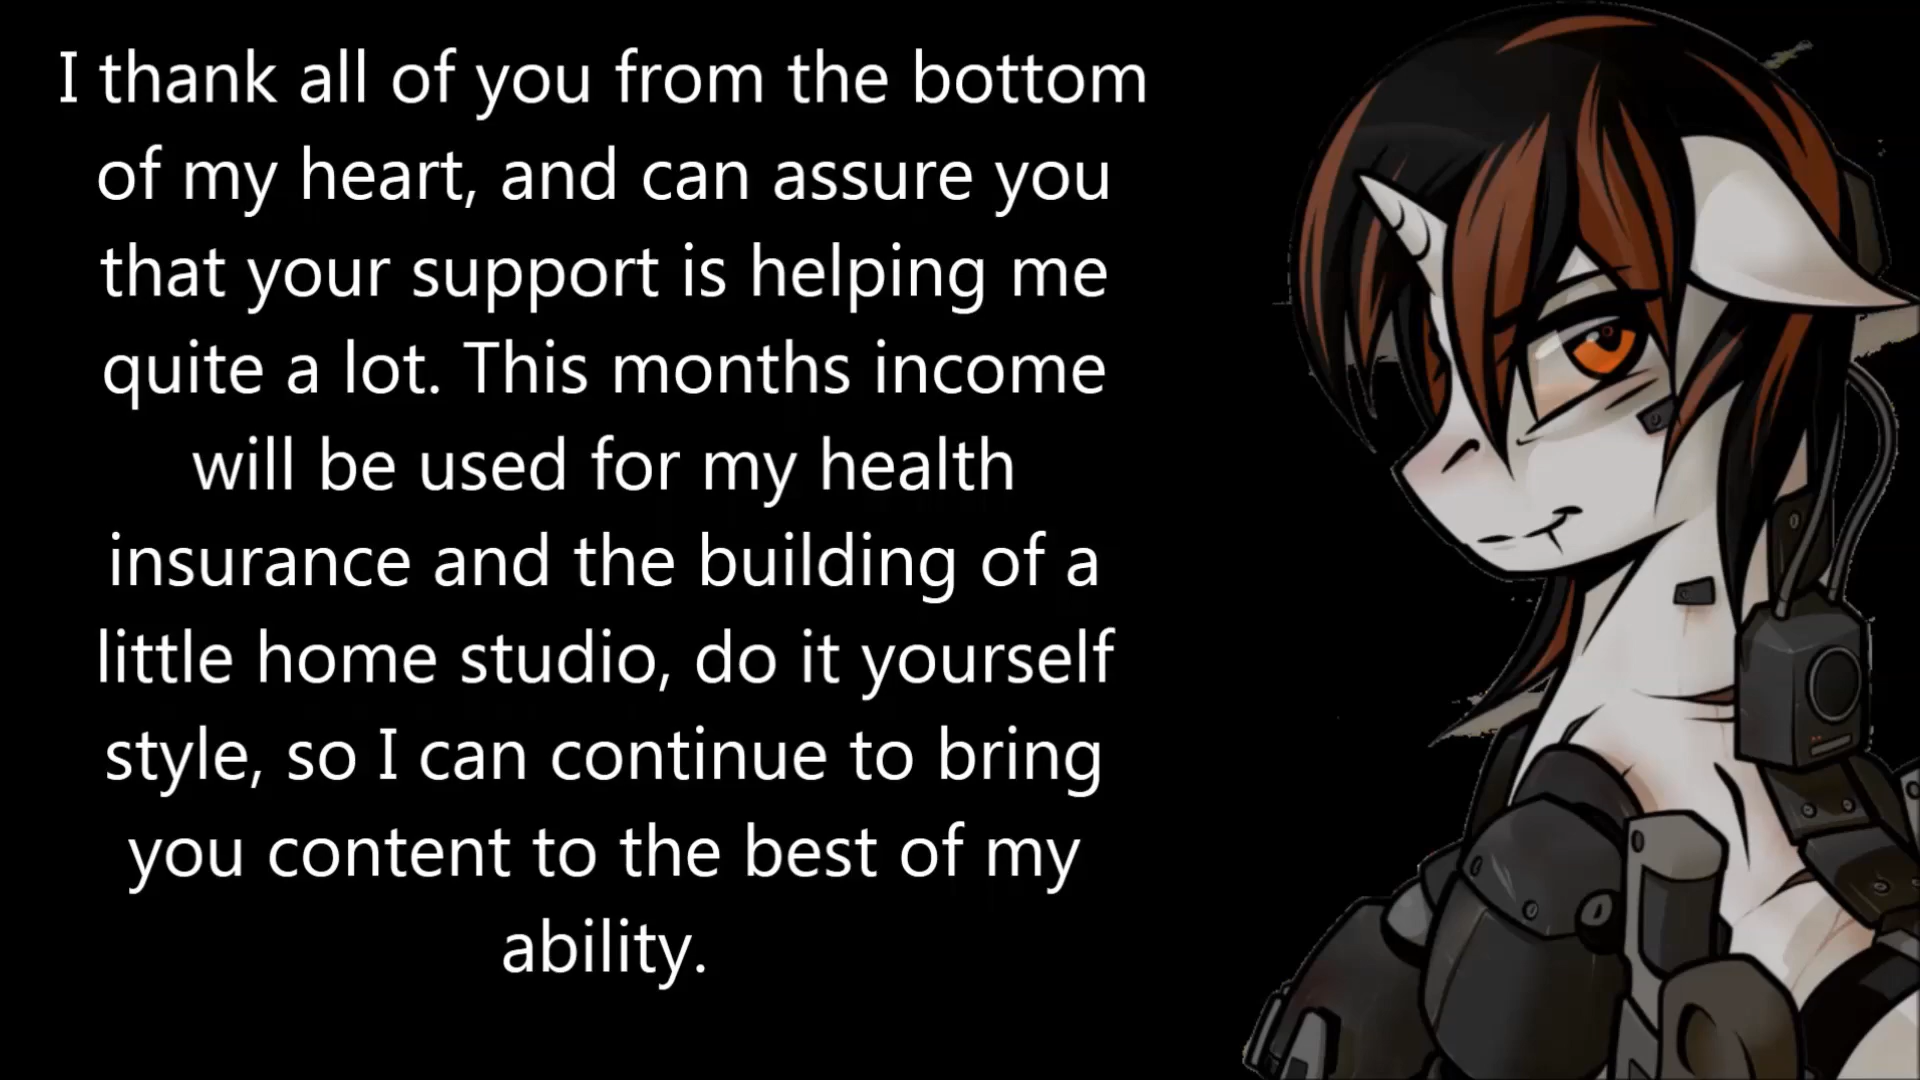 I thank all of you from the bottom
of my heart, and can assure you
that your support is helping me
quite a lot. This months income
will be used for my health
insurance and the building of a
little home studio, do it yourself
style, so I can continue to bring
you content to the best of my
ability.